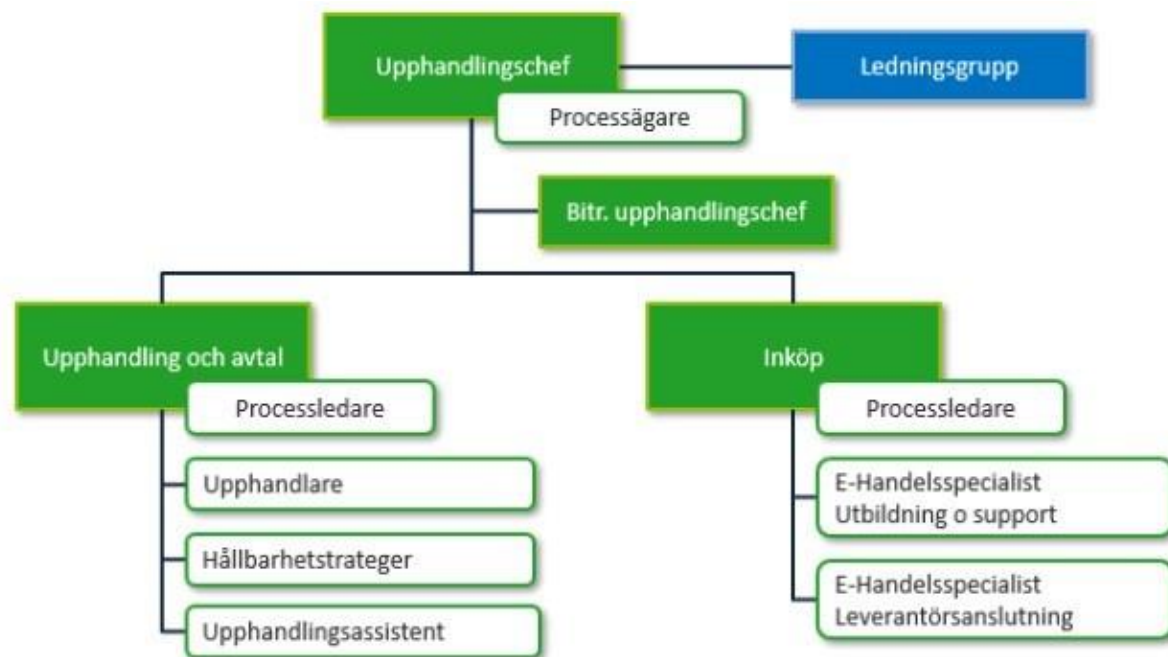 Upphandlingschef
Ledningsgrupp
Processägare
Bitr. upphandlingschef
Upphandling och avtal
Processledare
Upphandlare
Hållbarhetstrateger
Upphandlingsassistent
Inköp
Processledare
E-Handelsspecialist
Utbildning o support
E-Handelsspecialist
Leverantörsanslutning